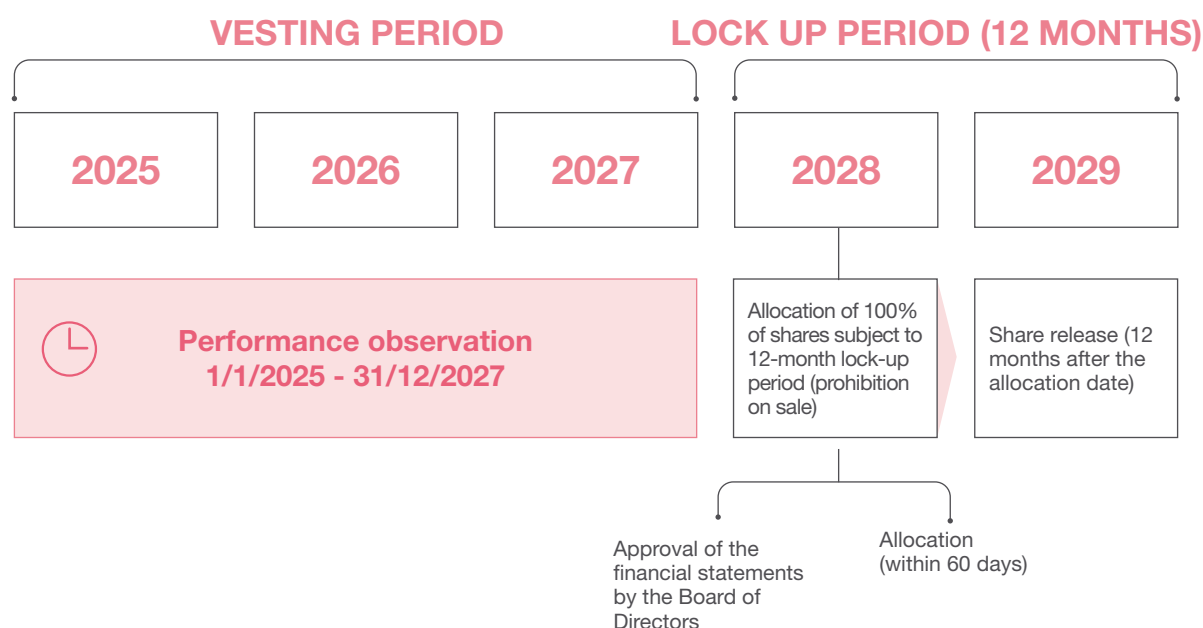 VESTING PERIOD
LOCK UP PERIOD (12 MONTHS)
2025
2026
2027
2028
2029
Performance observation
1/1/2025 - 31/12/2027
Allocation of 100%
of shares subject to
12-month lock-up
period (prohibition
on sale)
Share release (12
months after the
allocation date)
Approval of the
financial statements
by the Board of
Directors
Allocation
(within 60 days)